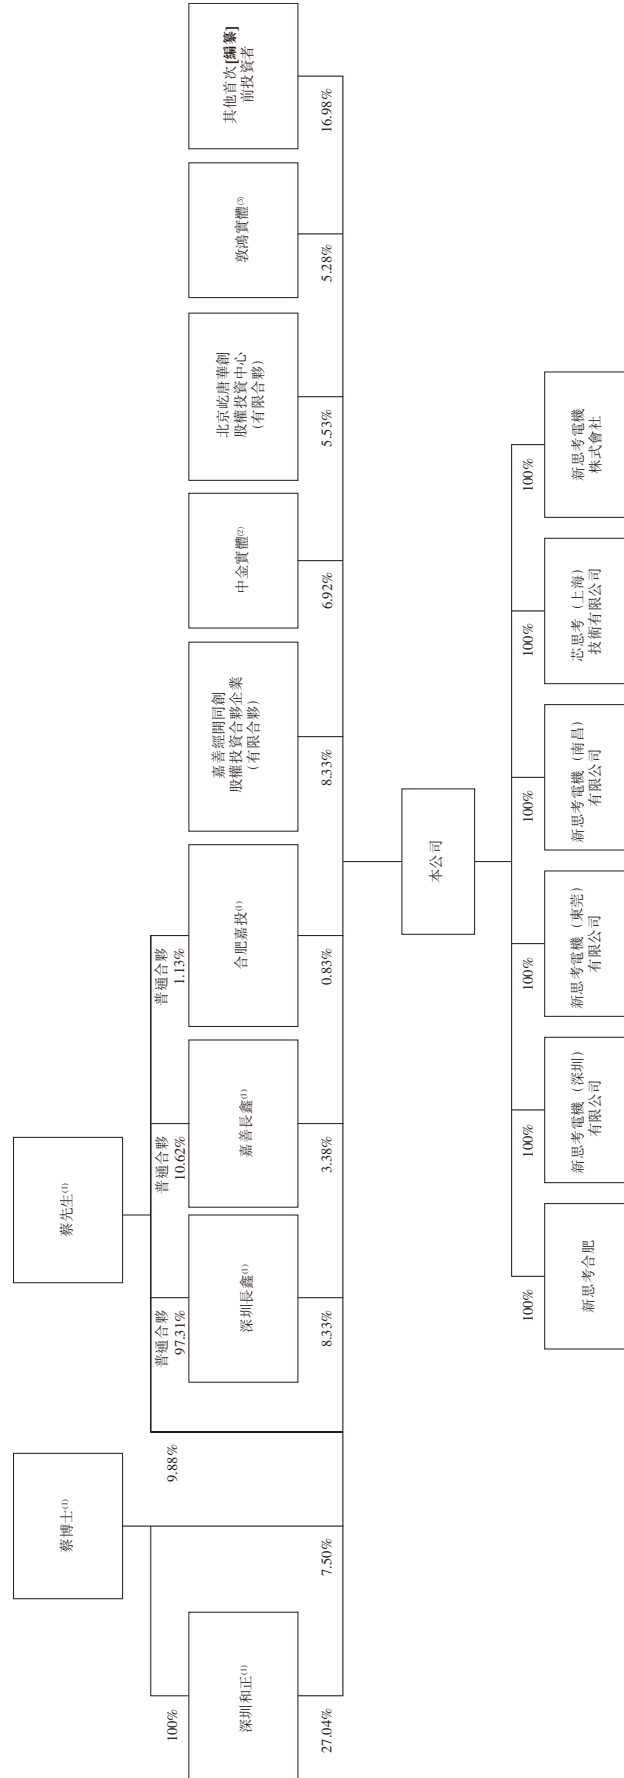 蔡博士(1)
蔡先生(1)
100%
9.88%
普通合夥
97.31%
普通合夥
10.62%
普通合夥
1.13%
深圳和正(1)
深圳長鑫(1)
嘉善長鑫(1)
合肥嘉投(1)
嘉善經開同創
股權投資合夥企業
(有限合夥)
中金實體(2)
北京屹唐華創
股權投資中心
(有限合夥)
敦鴻實體(3)
其他首次[編纂]
前投資者
27.04%
7.50%
8.33%
3.38%
0.83%
8.33%
6.92%
5.53%
5.28%
16.98%
本公司
100%
100%
100%
100%
100%
100%
新思考合肥
新思考電機(深圳)
有限公司
新思考電機(東莞)
有限公司
新思考電機(南昌)
有限公司
芯思考(上海)
技術有限公司
新思考電機
株式會社